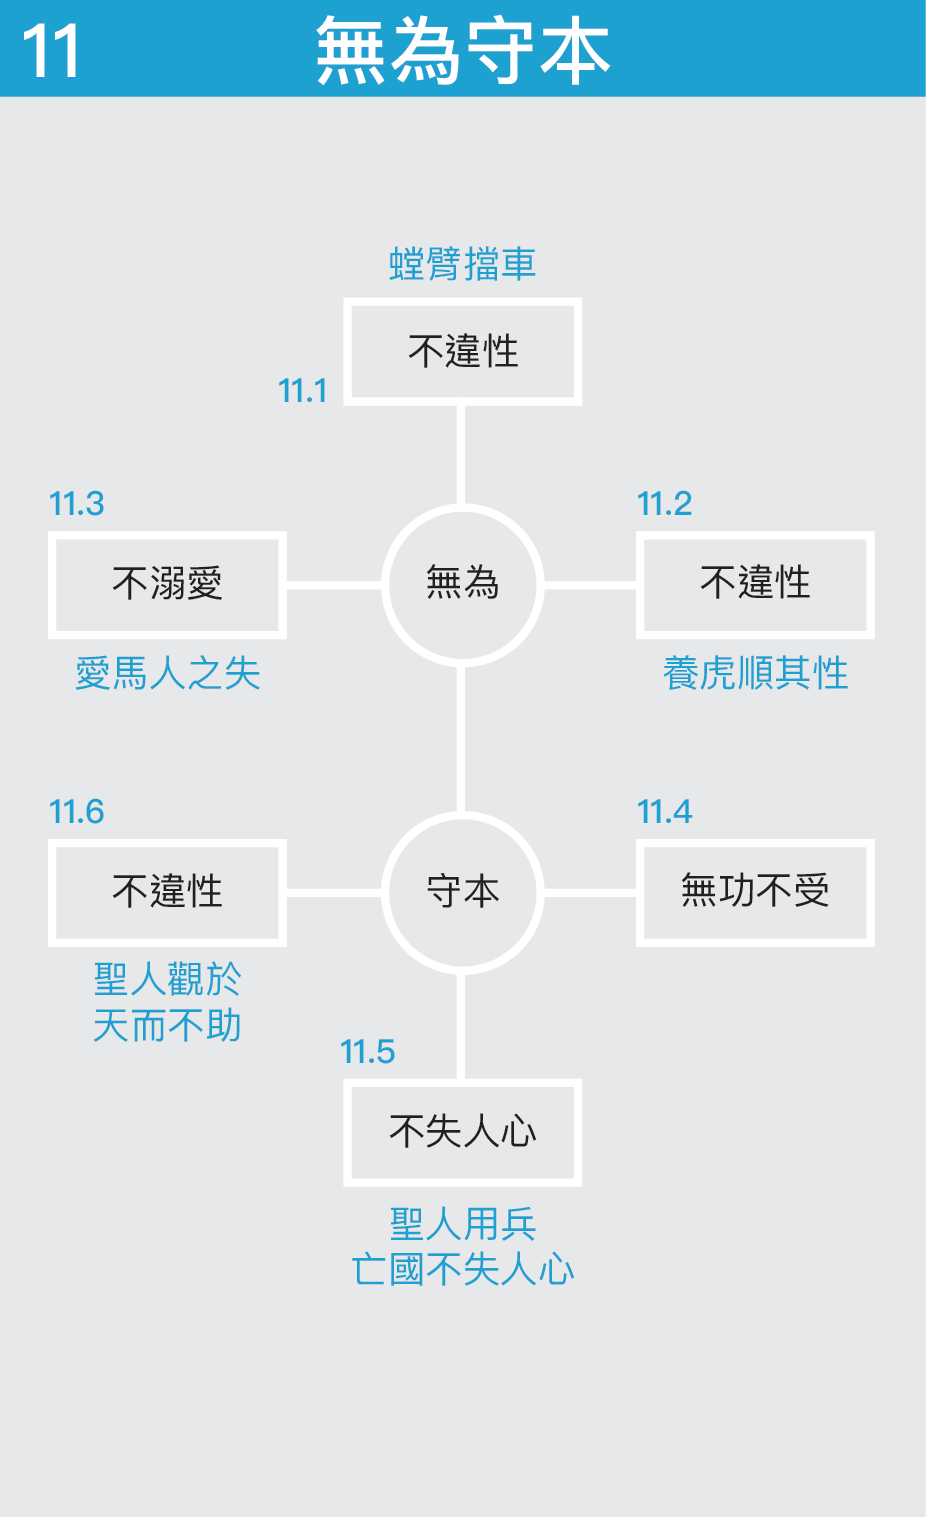 11 無為守本
螳臂擋車
不違性
11.1
11.3
不溺愛
愛馬人之失
無為
11.2
不違性
養虎順其性
11.6
不違性
聖人觀於
天而不助
守本
11.4
無功不受
11.5
不失人心
聖人用兵
亡國不失人心